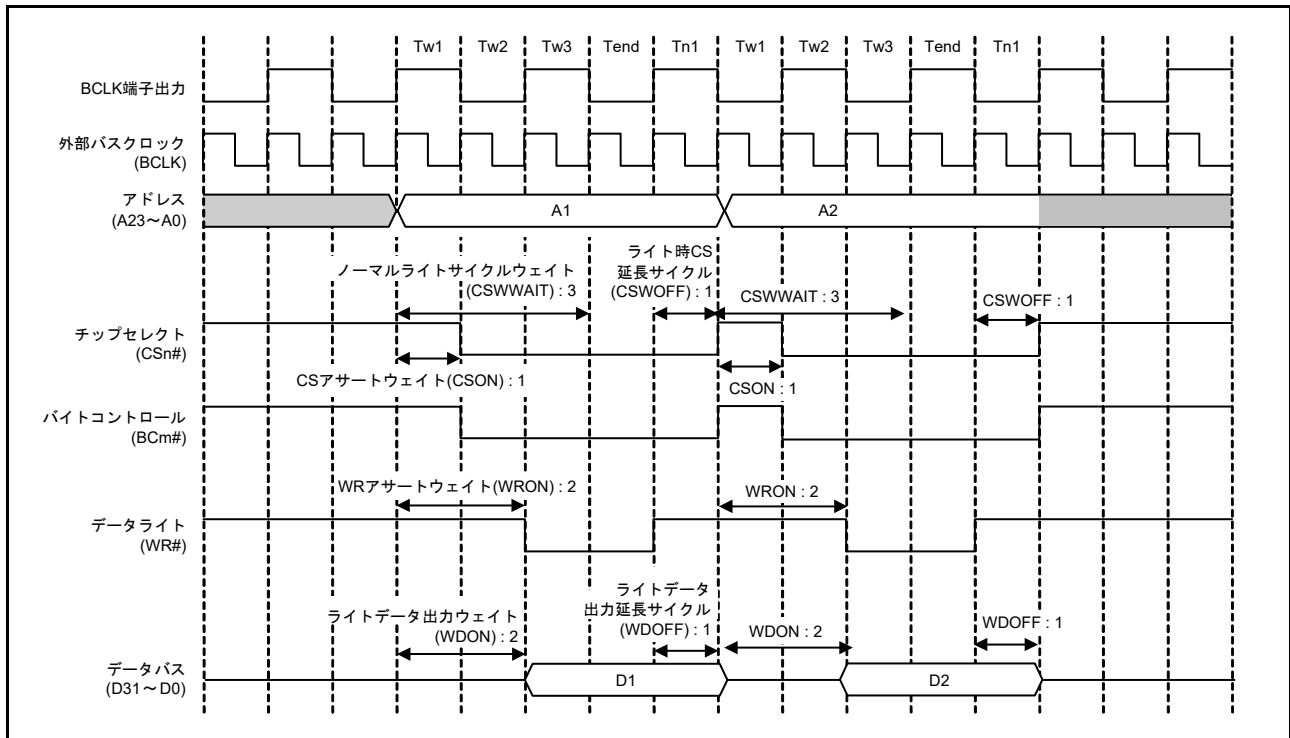 Tw1 Tw2 Tw3 Tend Tn1 Tw1 Tw2 Tw3 Tend Tn1
BCLK端子出力
外部バスクロック
(BCLK)
アドレス
(A23～A0)
A1
A2
ノーマルライトサイクルウェイト
(CSWWAIT) : 3
ライト時CS
延長サイクル
(CSWOFF) : 1
CSWWAIT : 3
CSWOFF : 1
チップセレクト
(CSn#)
CSアサートウェイト(CSON) : 1
CSON : 1
バイトコントロール
(BCm#)
WRアサートウェイト(WRON) : 2
WRON : 2
データライト
(WR#)
ライトデータ出力ウェイト
(WDON) : 2
ライトデータ
出力延長サイクル
(WDOFF) : 1
WDON : 2
WDOFF : 1
データバス
(D31～D0)
D1
D2